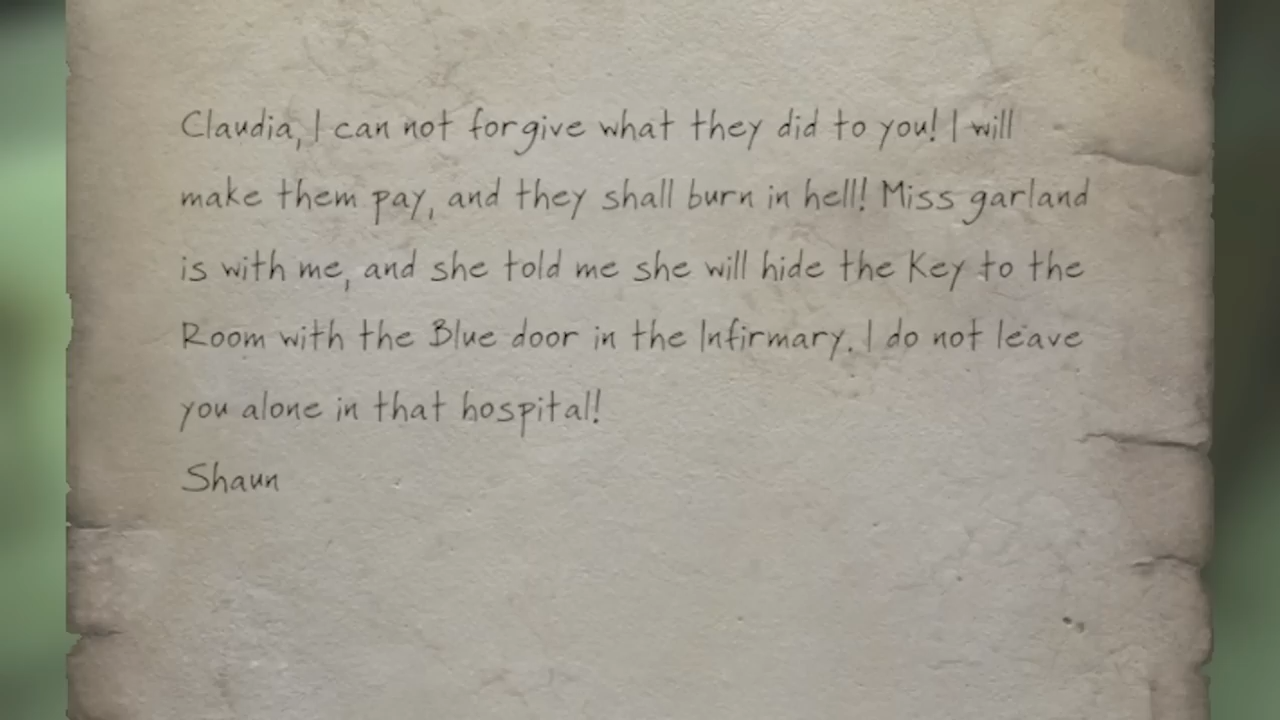 Claudia, I can not forgive what they did to you! I will
make them pay, and they shall burn in hell! Miss garland
is with me, and she told me she will hide the Key to the
Room with the Blue door in the Infirmary. I do not leave
you alone in that hospital!
Shaun